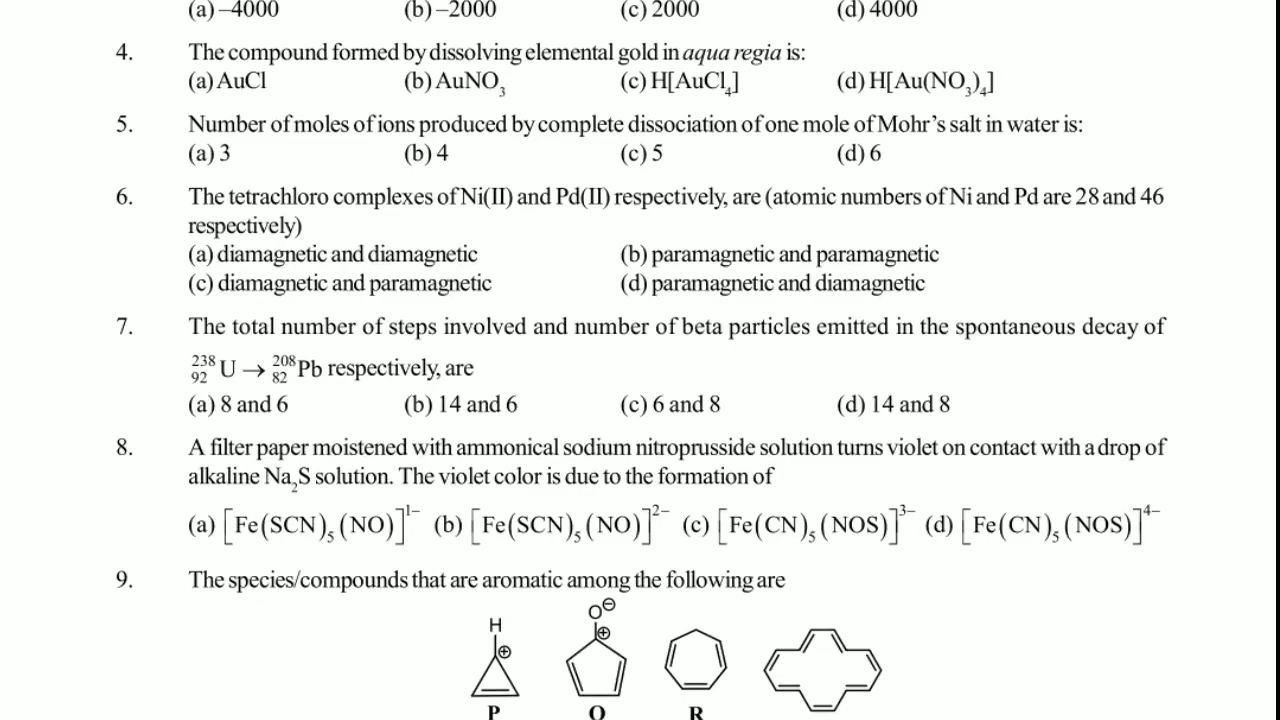 (a) –4000 (b) –2000 (c) 2000 (d) 4000
4. The compound formed by dissolving elemental gold in aqua regia is:
(a) AuCl (b) AuNO₃ (c) H[AuCl₄] (d) H[Au(NO₃)₄]
5. Number of moles of ions produced by complete dissociation of one mole of Mohr’s salt in water is:
(a) 3 (b) 4 (c) 5 (d) 6
6. The tetrachloro complexes of Ni(II) and Pd(II) respectively, are (atomic numbers of Ni and Pd are 28 and 46
respectively)
(a) diamagnetic and diamagnetic (b) paramagnetic and paramagnetic
(c) diamagnetic and paramagnetic (d) paramagnetic and diamagnetic
7. The total number of steps involved and number of beta particles emitted in the spontaneous decay of
²³⁸₉₂U → ²⁰⁸₈₂Pb respectively, are
(a) 8 and 6 (b) 14 and 6 (c) 6 and 8 (d) 14 and 8
8. A filter paper moistened with ammonical sodium nitroprusside solution turns violet on contact with a drop of
alkaline Na₂S solution. The violet color is due to the formation of
(a) [Fe(SCN)₅(NO)]¹⁻ (b) [Fe(SCN)₅(NO)]²⁻ (c) [Fe(CN)₅(NOS)]³⁻ (d) [Fe(CN)₅(NOS)]⁴⁻
9. The species/compounds that are aromatic among the following are
O⊖
H ⊕
⊕
P Q R